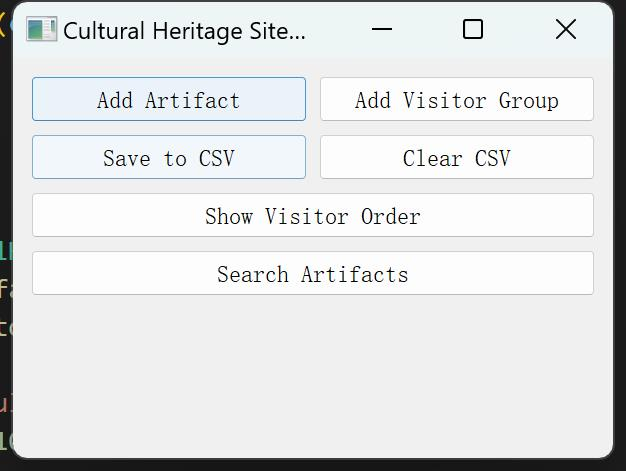 Cultural Heritage Site...
Add Artifact
Add Visitor Group
Save to CSV
Clear CSV
Show Visitor Order
Search Artifacts